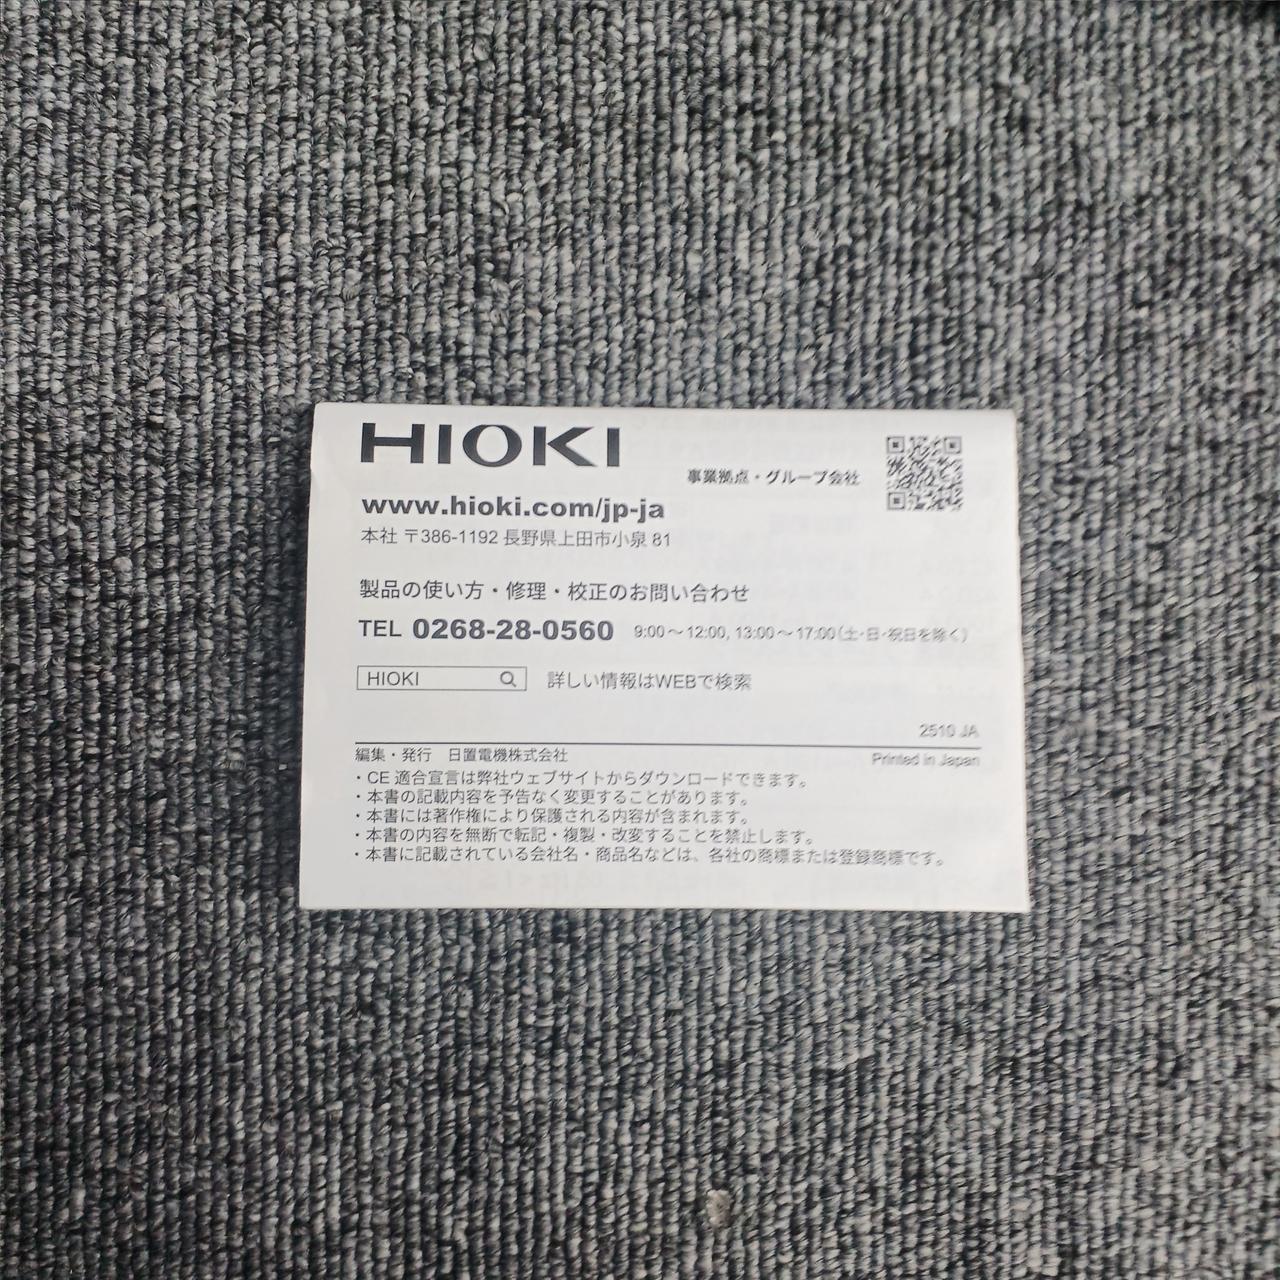 HIOKI
事業拠点・グループ会社
www.hioki.com/jp-ja
本社 〒386-1192 長野県上田市小泉 81
製品の使い方・修理・校正のお問い合わせ
TEL 0268-28-0560 9:00～12:00, 13:00～17:00(土・日・祝日を除く)
HIOKI 詳しい情報はWEBで検索
2510 JA
編集・発行 日置電機株式会社 Printed in Japan
・CE 適合宣言は弊社ウェブサイトからダウンロードできます。
・本書の記載内容を予告なく変更することがあります。
・本書には著作権により保護される内容が含まれます。
・本書の内容を無断で転記・複製・改変することを禁止します。
・本書に記載されている会社名・商品名などは、各社の商標または登録商標です。